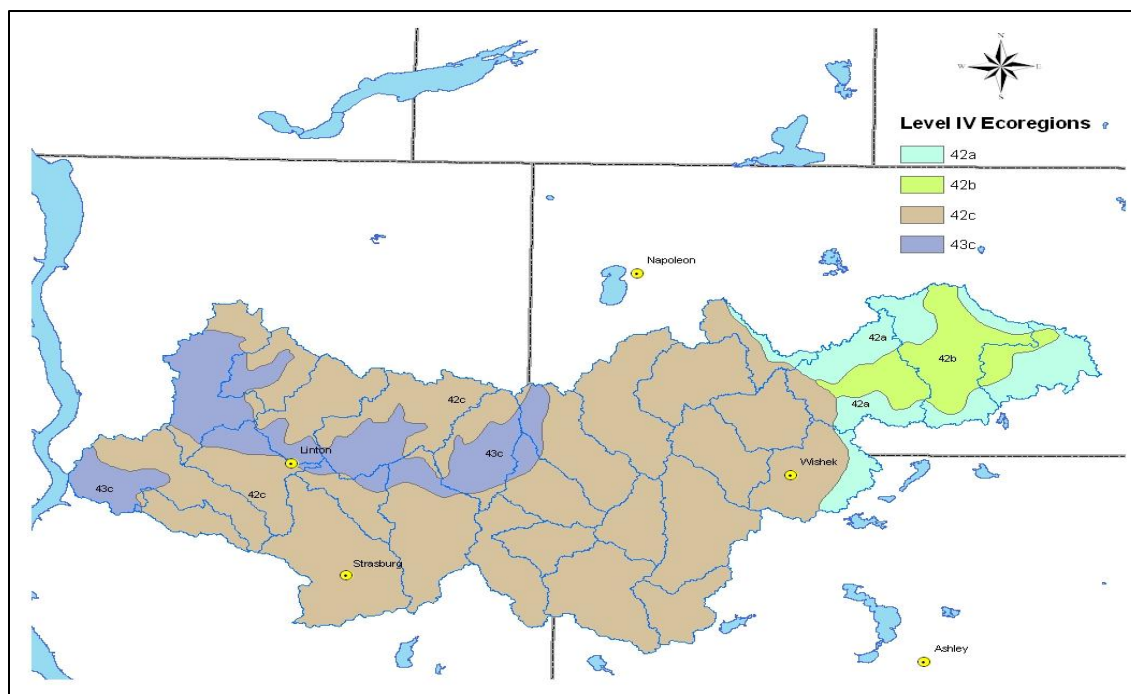 N
W E
S
Level IV Ecoregions
42a
42b
42c
43c
Napoleon
42a
42b
42a
42c
43c
Linton
Wishek
42c
43c
Strasburg
Ashley